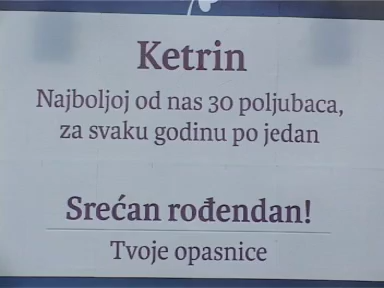 Ketrin
Najboljoj od nas 30 poljubaca,
za svaku godinu po jedan
Srećan rođendan!
Tvoje opasnice